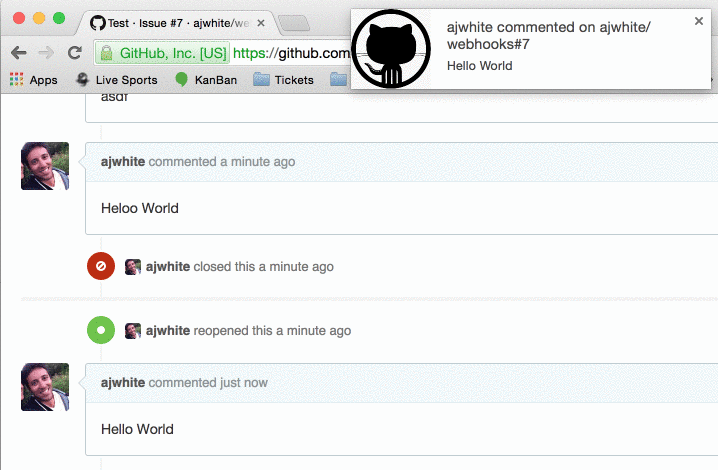 Test · Issue #7 · ajwhite/we
ajwhite commented on ajwhite/
webhooks#7
Hello World
GitHub, Inc. [US] https://github.com
Apps Live Sports KanBan Tickets
asdf
ajwhite commented a minute ago
Heloo World
ajwhite closed this a minute ago
ajwhite reopened this a minute ago
ajwhite commented just now
Hello World